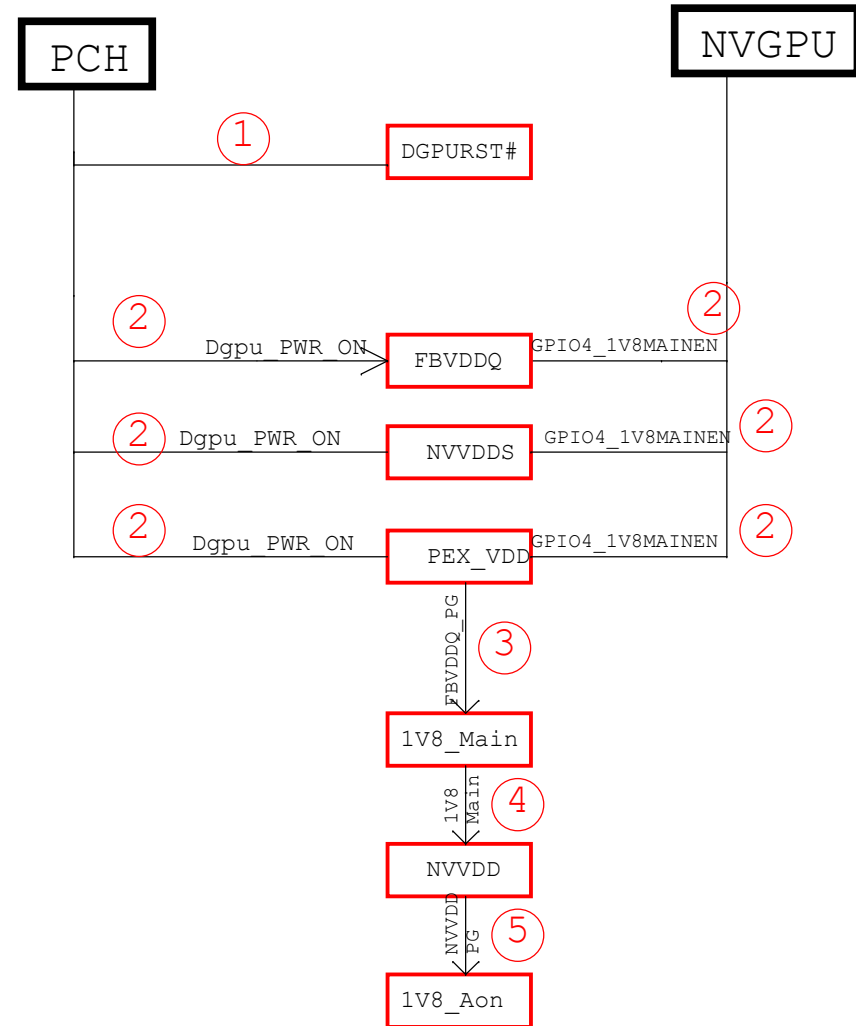 PCH
NVGPU
1
DGPURST#
2
2
Dgpu_PWR_ON
FBVDDQ
GPIO4_1V8MAINEN
2
2
Dgpu_PWR_ON
NVVDDS
GPIO4_1V8MAINEN
2
2
Dgpu_PWR_ON
PEX_VDD
GPIO4_1V8MAINEN
FBVDDQ_PG
3
1V8_Main
1V8
Main
4
NVVDD
NVVDD
PG
5
1V8_Aon